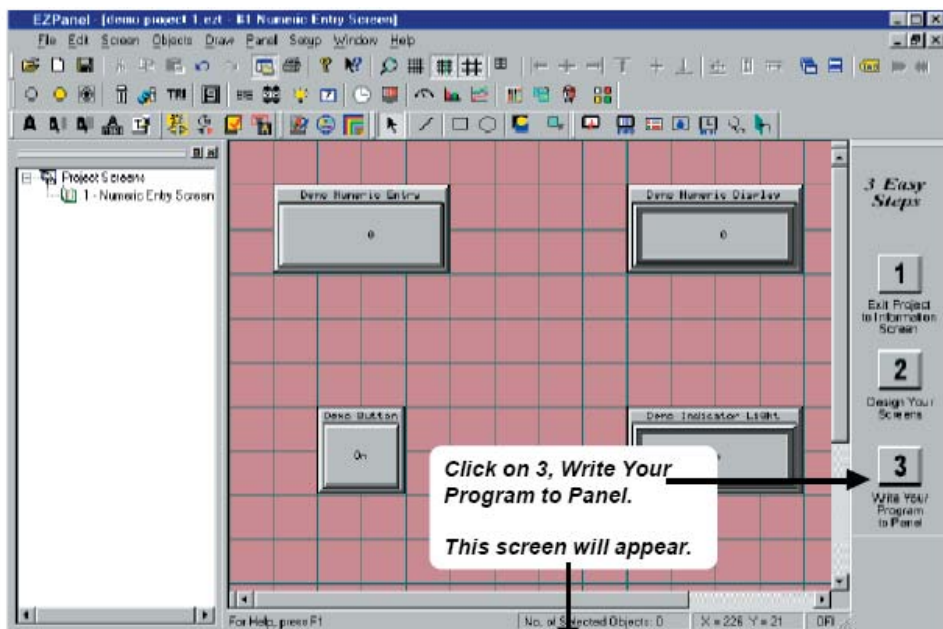 EZPanel - [demo project 1.ezt - #1 Numeric Entry Screen]
File Edit Screen Objects Draw Panel Setup Window Help
TRI
Project Screens
1 - Numeric Entry Screen
Demo Numeric Entry
0
Demo Numeric Display
0
Demo Button
On
Demo Indicator Light
Click on 3, Write Your
Program to Panel.
This screen will appear.
3 Easy
Steps
1
Exit Project
to Information
Screen
2
Design Your
Screens
3
Write Your
Program
to Panel
For Help, press F1
No. of Selected Objects: 0
X = 226 Y = 21
OFI